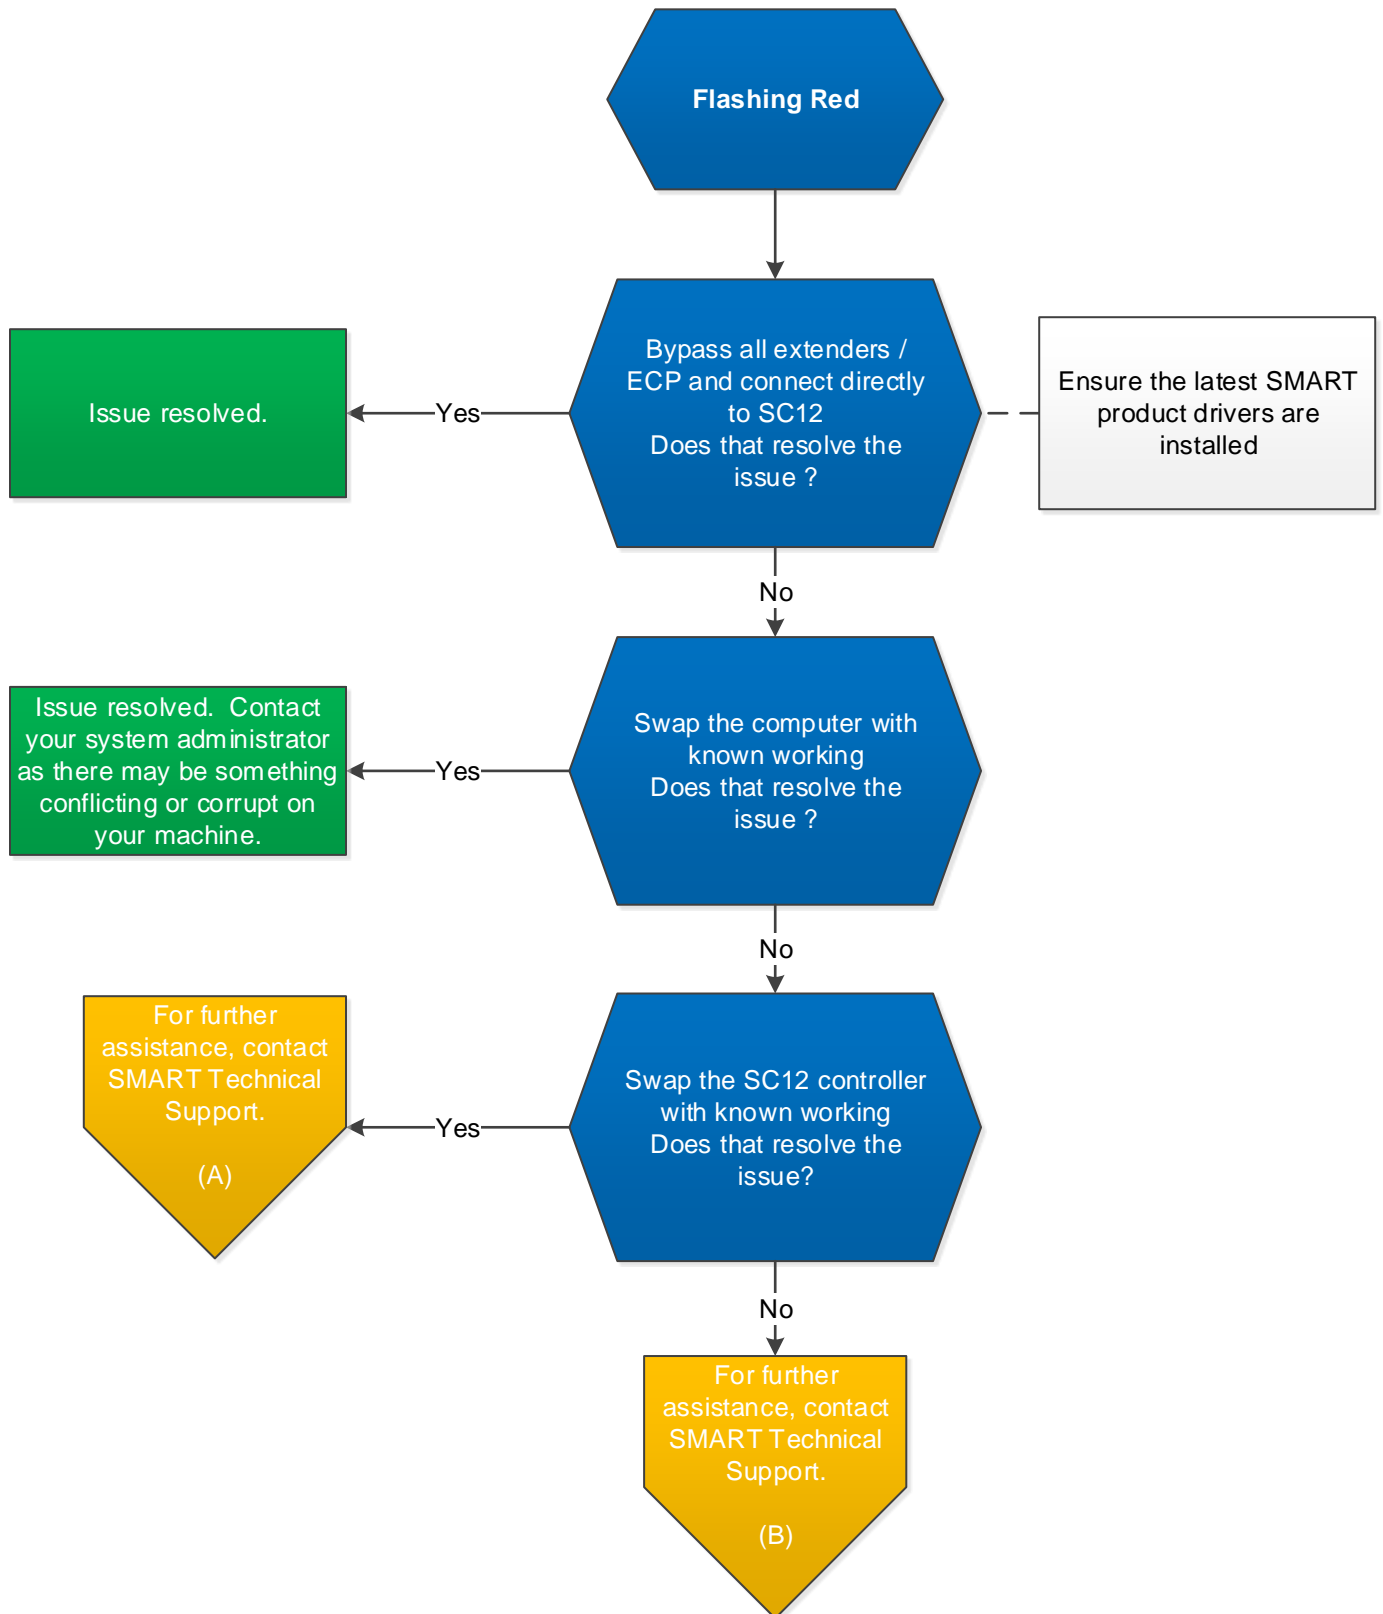 Flashing Red
Bypass all extenders /
ECP and connect directly
to SC12
Does that resolve the
issue ?
Ensure the latest SMART
product drivers are
installed
Yes
Issue resolved.
No
Swap the computer with
known working
Does that resolve the
issue ?
Yes
Issue resolved.  Contact
your system administrator
as there may be something
conflicting or corrupt on
your machine.
No
Swap the SC12 controller
with known working
Does that resolve the
issue?
Yes
For further
assistance, contact
SMART Technical
Support.
(A)
No
For further
assistance, contact
SMART Technical
Support.
(B)